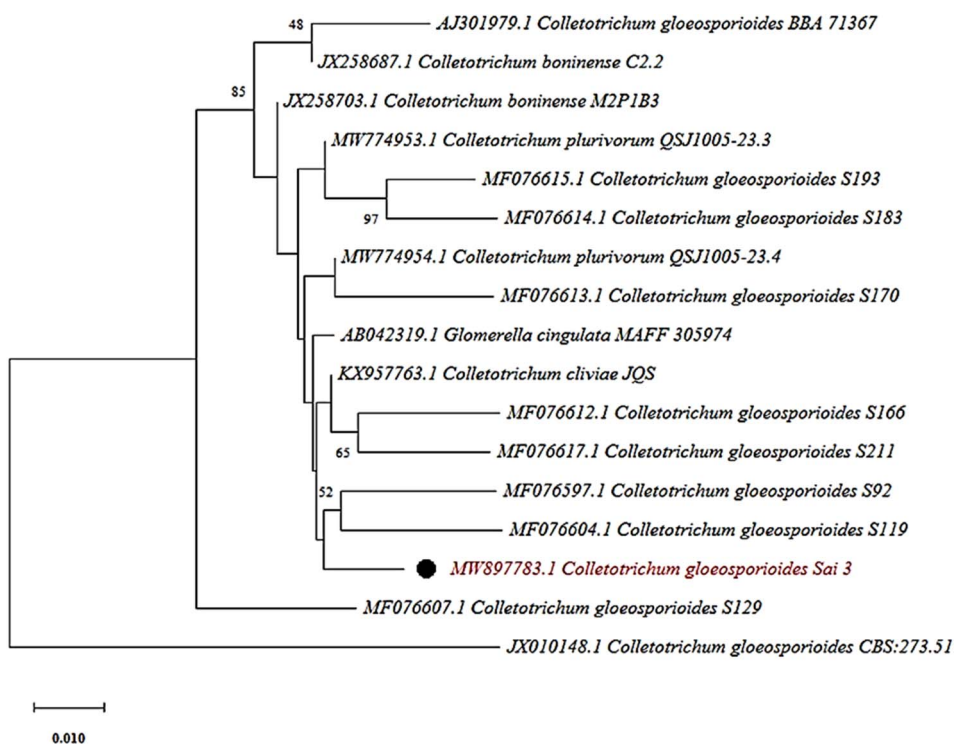 48
AJ301979.1 Colletotrichum gloeosporioides BBA 71367
JX258687.1 Colletotrichum boninense C2.2
85
JX258703.1 Colletotrichum boninense M2P1B3
MW774953.1 Colletotrichum plurivorum QSJ1005-23.3
MF076615.1 Colletotrichum gloeosporioides S193
97
MF076614.1 Colletotrichum gloeosporioides S183
MW774954.1 Colletotrichum plurivorum QSJ1005-23.4
MF076613.1 Colletotrichum gloeosporioides S170
AB042319.1 Glomerella cingulata MAFF 305974
KX957763.1 Colletotrichum cliviae JQS
MF076612.1 Colletotrichum gloeosporioides S166
65
MF076617.1 Colletotrichum gloeosporioides S211
52
MF076597.1 Colletotrichum gloeosporioides S92
MF076604.1 Colletotrichum gloeosporioides S119
MW897783.1 Colletotrichum gloeosporioides Sai 3
MF076607.1 Colletotrichum gloeosporioides S129
JX010148.1 Colletotrichum gloeosporioides CBS:273.51
0.010